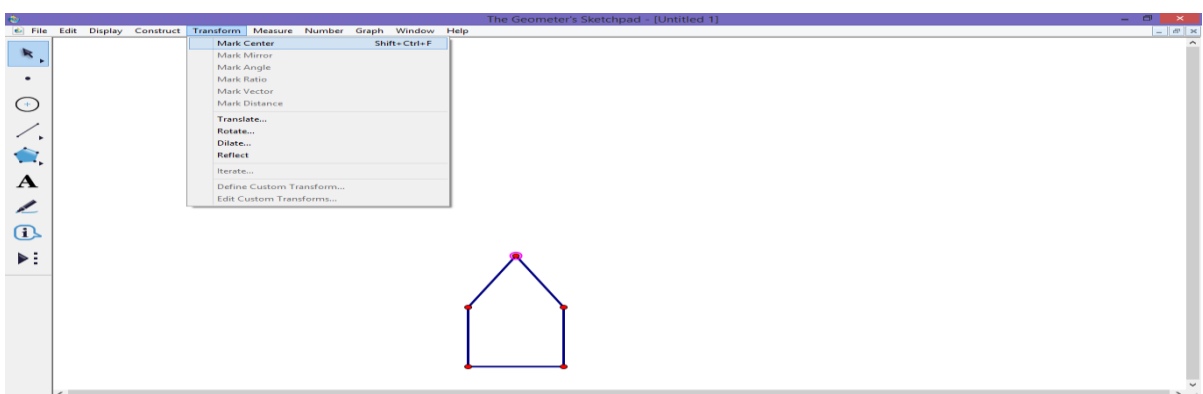 The Geometer's Sketchpad - [Untitled 1]
File Edit Display Construct Transform Measure Number Graph Window Help
Mark Center Shift+Ctrl+F
Mark Mirror
Mark Angle
Mark Ratio
Mark Vector
Mark Distance
Translate...
Rotate...
Dilate...
Reflect
Iterate...
Define Custom Transform...
Edit Custom Transforms...
A
i